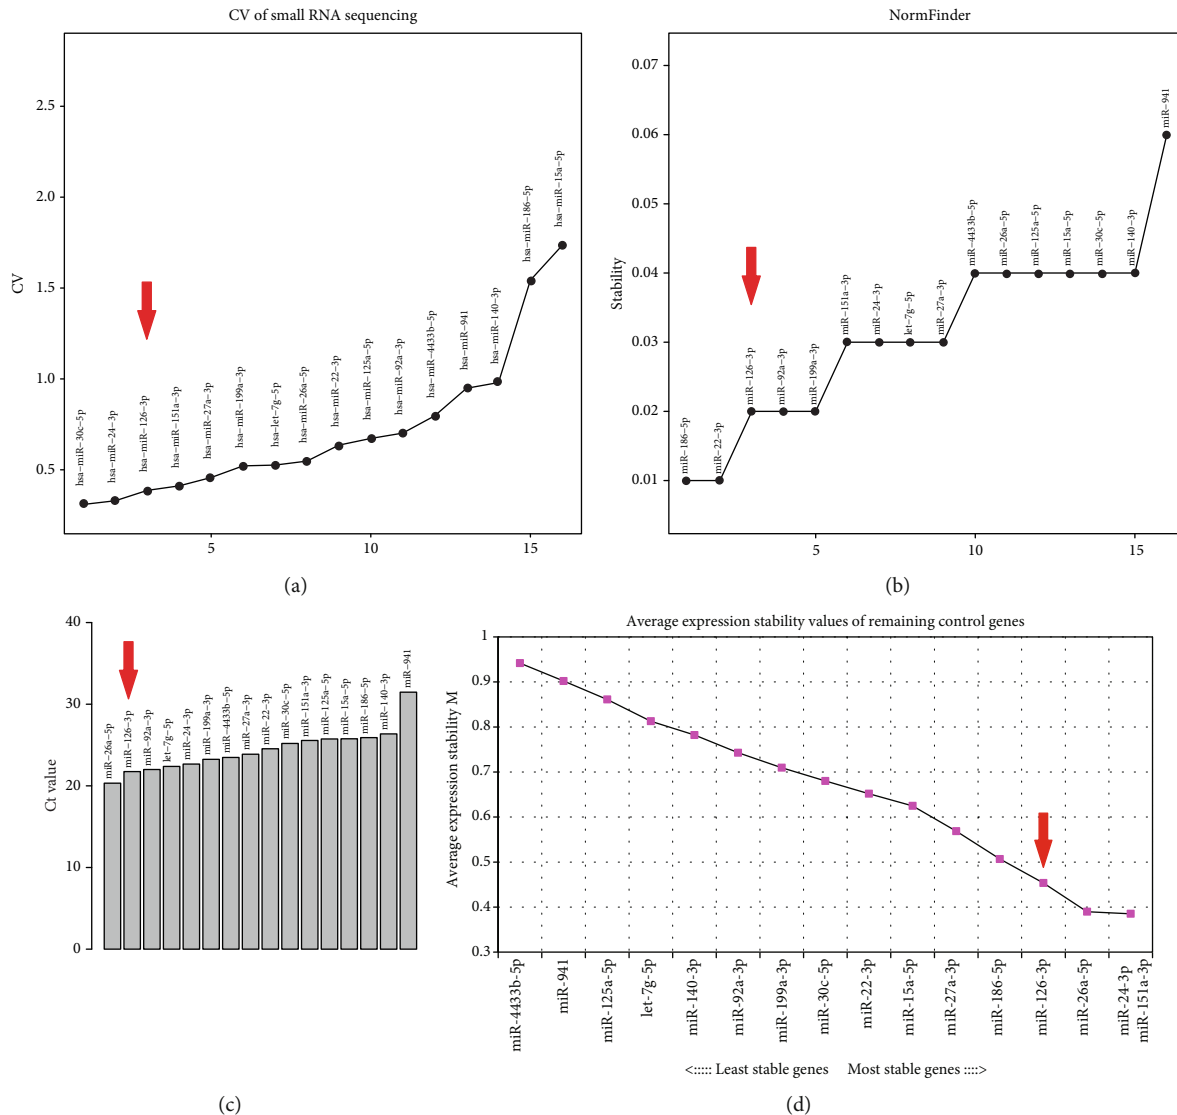 CV of small RNA sequencing
CV
2.5
2.0
1.5
1.0
0.5
hsa−miR−30c−5p
hsa−miR−24−3p
hsa−miR−126−3p
hsa−miR−151a−3p
hsa−miR−27a−3p
hsa−miR−199a−3p
hsa−let−7g−5p
hsa−miR−26a−5p
hsa−miR−22−3p
hsa−miR−125a−5p
hsa−miR−92a−3p
hsa−miR−4433b−5p
hsa−miR−941
hsa−miR−140−3p
hsa−miR−186−5p
hsa−miR−15a−5p
5
10
15
(a)
NormFinder
Stability
0.07
0.06
0.05
0.04
0.03
0.02
0.01
miR−186−5p
miR−22−3p
miR−126−3p
miR−92a−3p
miR−199a−3p
miR−151a−3p
miR−24−3p
let−7g−5p
miR−27a−3p
miR−4433b−5p
miR−26a−5p
miR−125a−5p
miR−15a−5p
miR−30c−5p
miR−140−3p
miR−941
5
10
15
(b)
Ct value
40
30
20
10
0
miR−26a−5p
miR−126−3p
miR−92a−3p
let−7g−5p
miR−24−3p
miR−199a−3p
miR−4433b−5p
miR−27a−3p
miR−22−3p
miR−30c−5p
miR−151a−3p
miR−125a−5p
miR−15a−5p
miR−186−5p
miR−140−3p
miR−941
(c)
Average expression stability values of remaining control genes
Average expression stability M
1
0.9
0.8
0.7
0.6
0.5
0.4
0.3
miR-4433b-5p
miR-941
miR-125a-5p
let-7g-5p
miR-140-3p
miR-92a-3p
miR-199a-3p
miR-30c-5p
miR-22-3p
miR-15a-5p
miR-27a-3p
miR-186-5p
miR-126-3p
miR-26a-5p
miR-24-3p
miR-151a-3p
<::::: Least stable genes Most stable genes ::::>
(d)